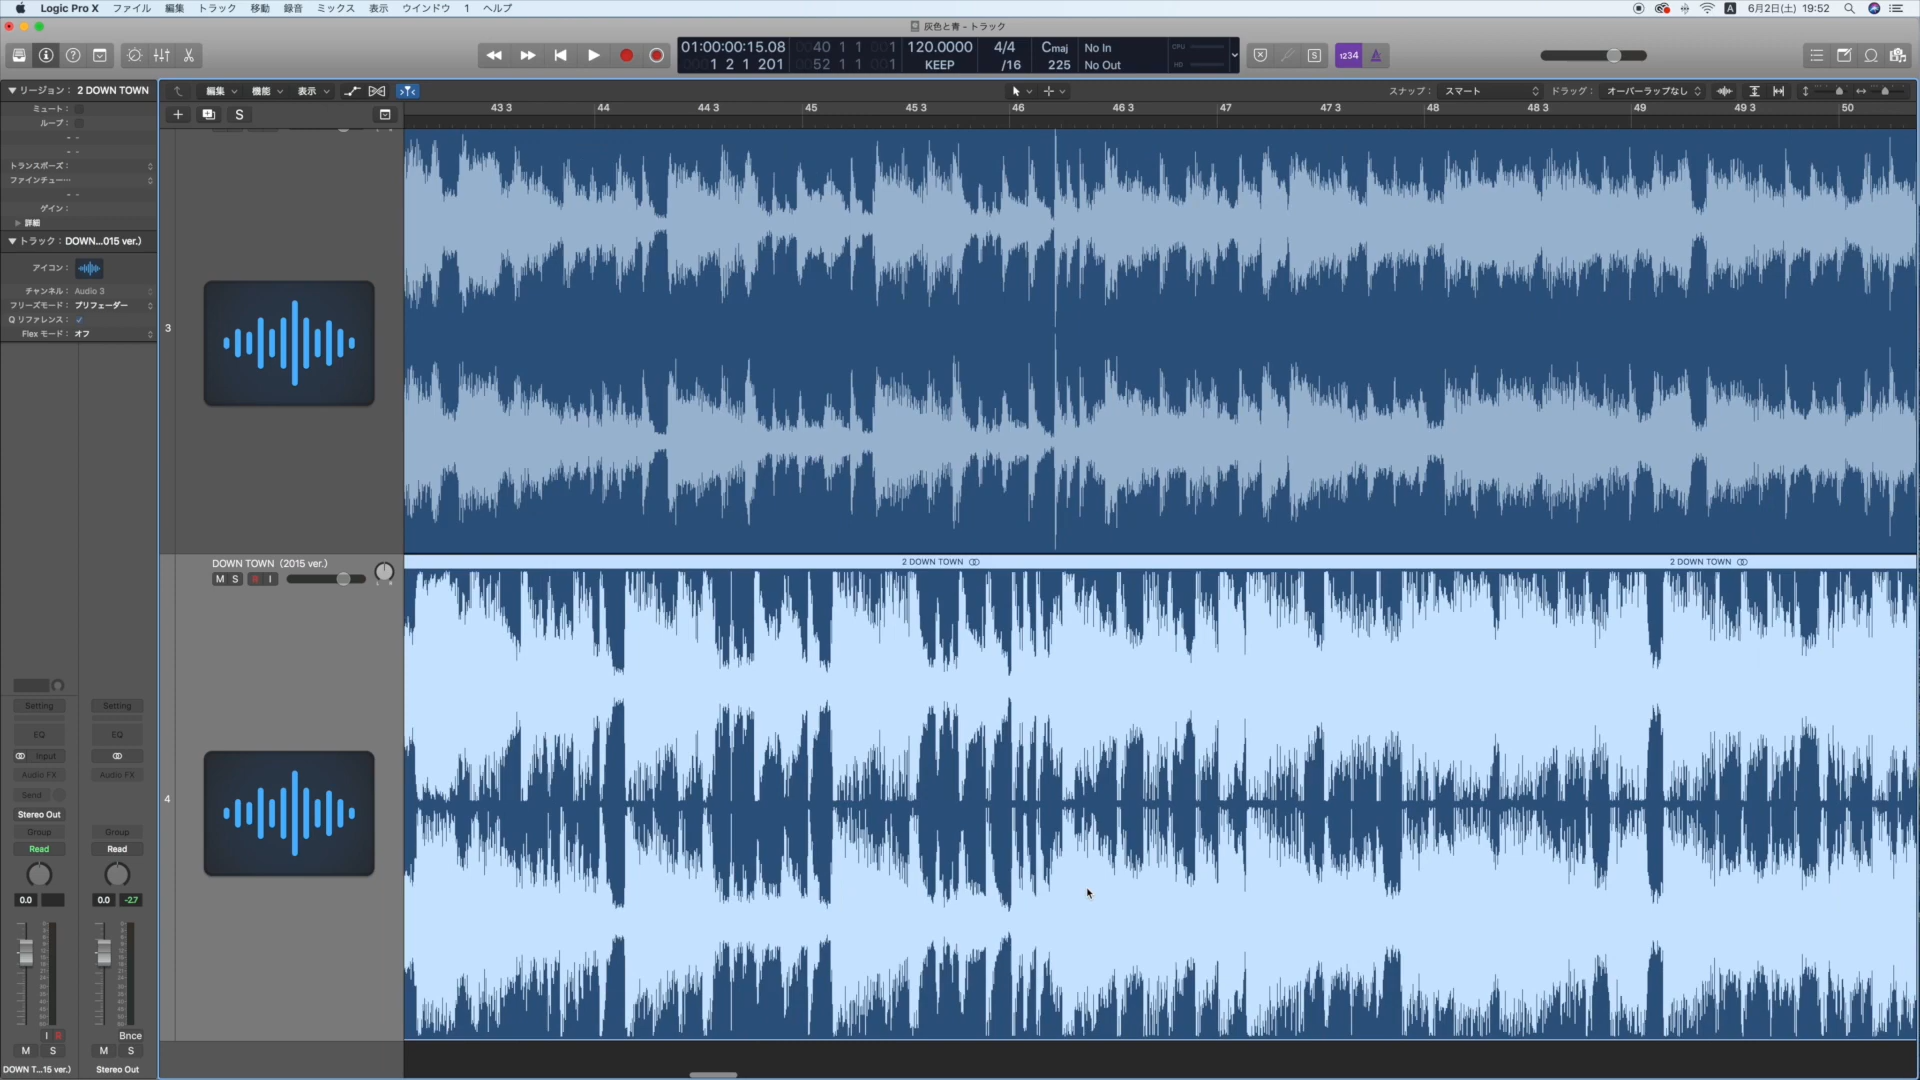 Logic Pro X ファイル 編集 トラック 移動 録音 ミックス 表示 ウインドウ 1 ヘルプ
A 6月2日(土) 19:52
灰色と青 - トラック
01:00:00:15.08
1 2 1 201
40 1 1 001
52 1 1 001
120.0000
KEEP
4/4
/16
Cmaj
225
No In
No Out
CPU
HD
S
1234
リージョン： 2 DOWN TOWN
ミュート：
ループ：
トランスポーズ：
ファインチュー…
ゲイン：
詳細
トラック： DOWN...015 ver.)
アイコン：
チャンネル： Audio 3
フリーズモード： プリフェーダー
Q リファレンス：
Flex モード： オフ
編集 機能 表示
スナップ： スマート ドラッグ： オーバーラップなし
S
43 3 44 44 3 45 45 3 46 46 3 47 47 3 48 48 3 49 49 3 50
3
DOWN TOWN (2015 ver.)
M S R I
L R
2 DOWN TOWN
2 DOWN TOWN
4
Setting Setting
EQ EQ
Input
Audio FX Audio FX
Send
Stereo Out
Group Group
Read Read
0.0 0.0 -2.7
I R Bnce
M S M S
DOWN T...15 ver.) Stereo Out